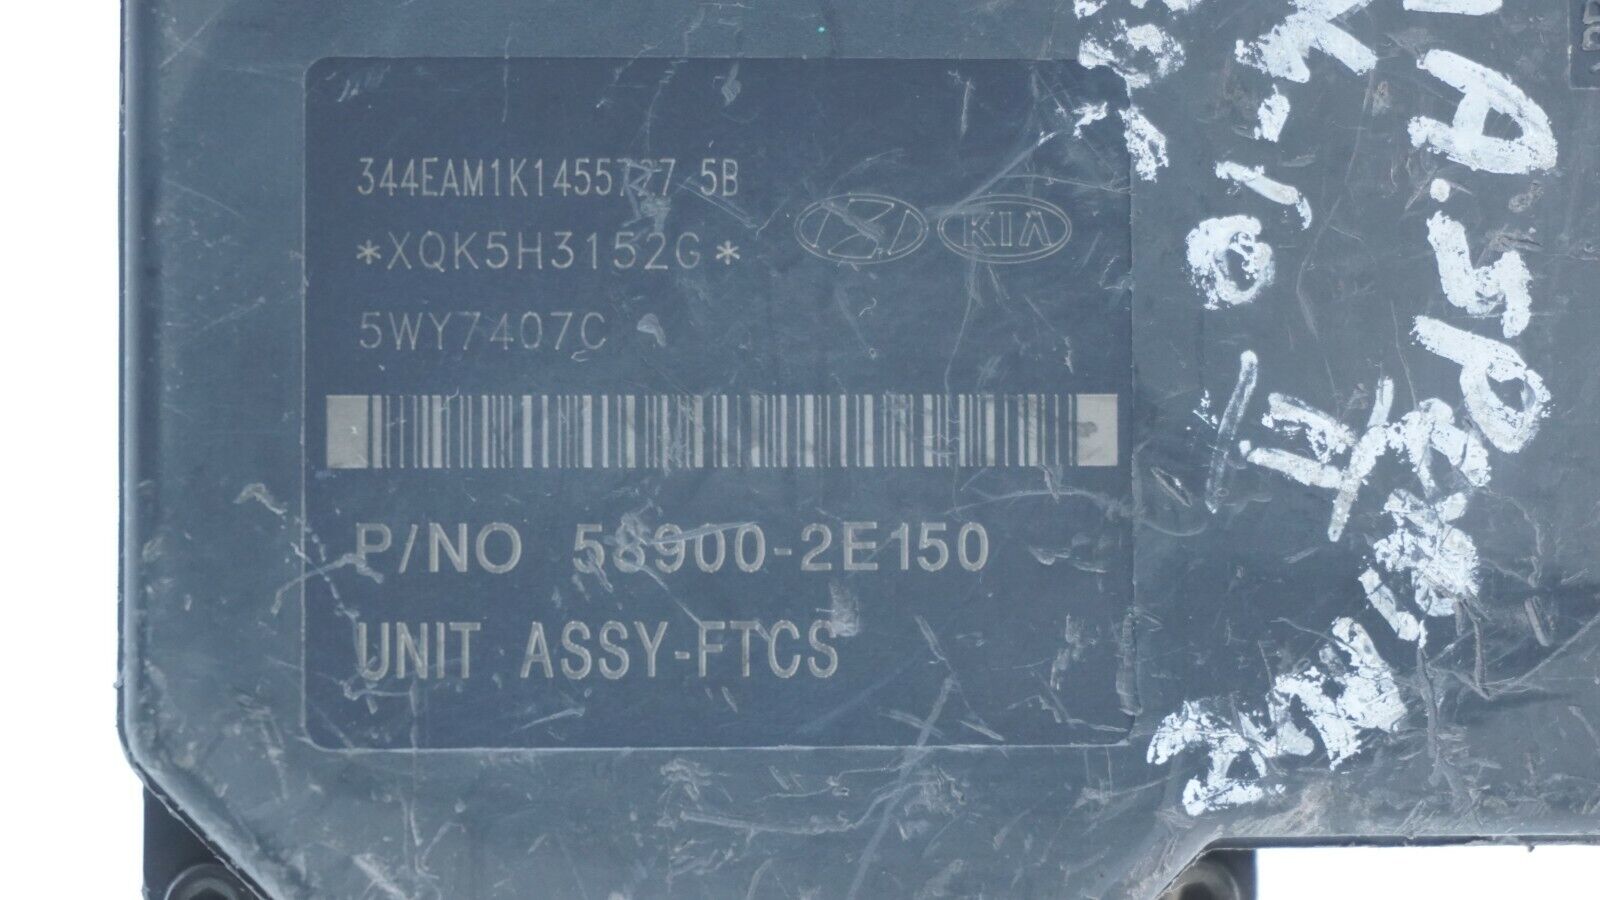 344EAM1K1455727 5B
*XQK5H3152G*
KIA
5WY7407C
P/NO 58900-2E150
UNIT ASSY-FTCS